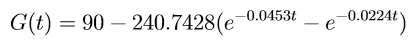 G(t) = 90 − 240.7428(e^{−0.0453t} − e^{−0.0224t})